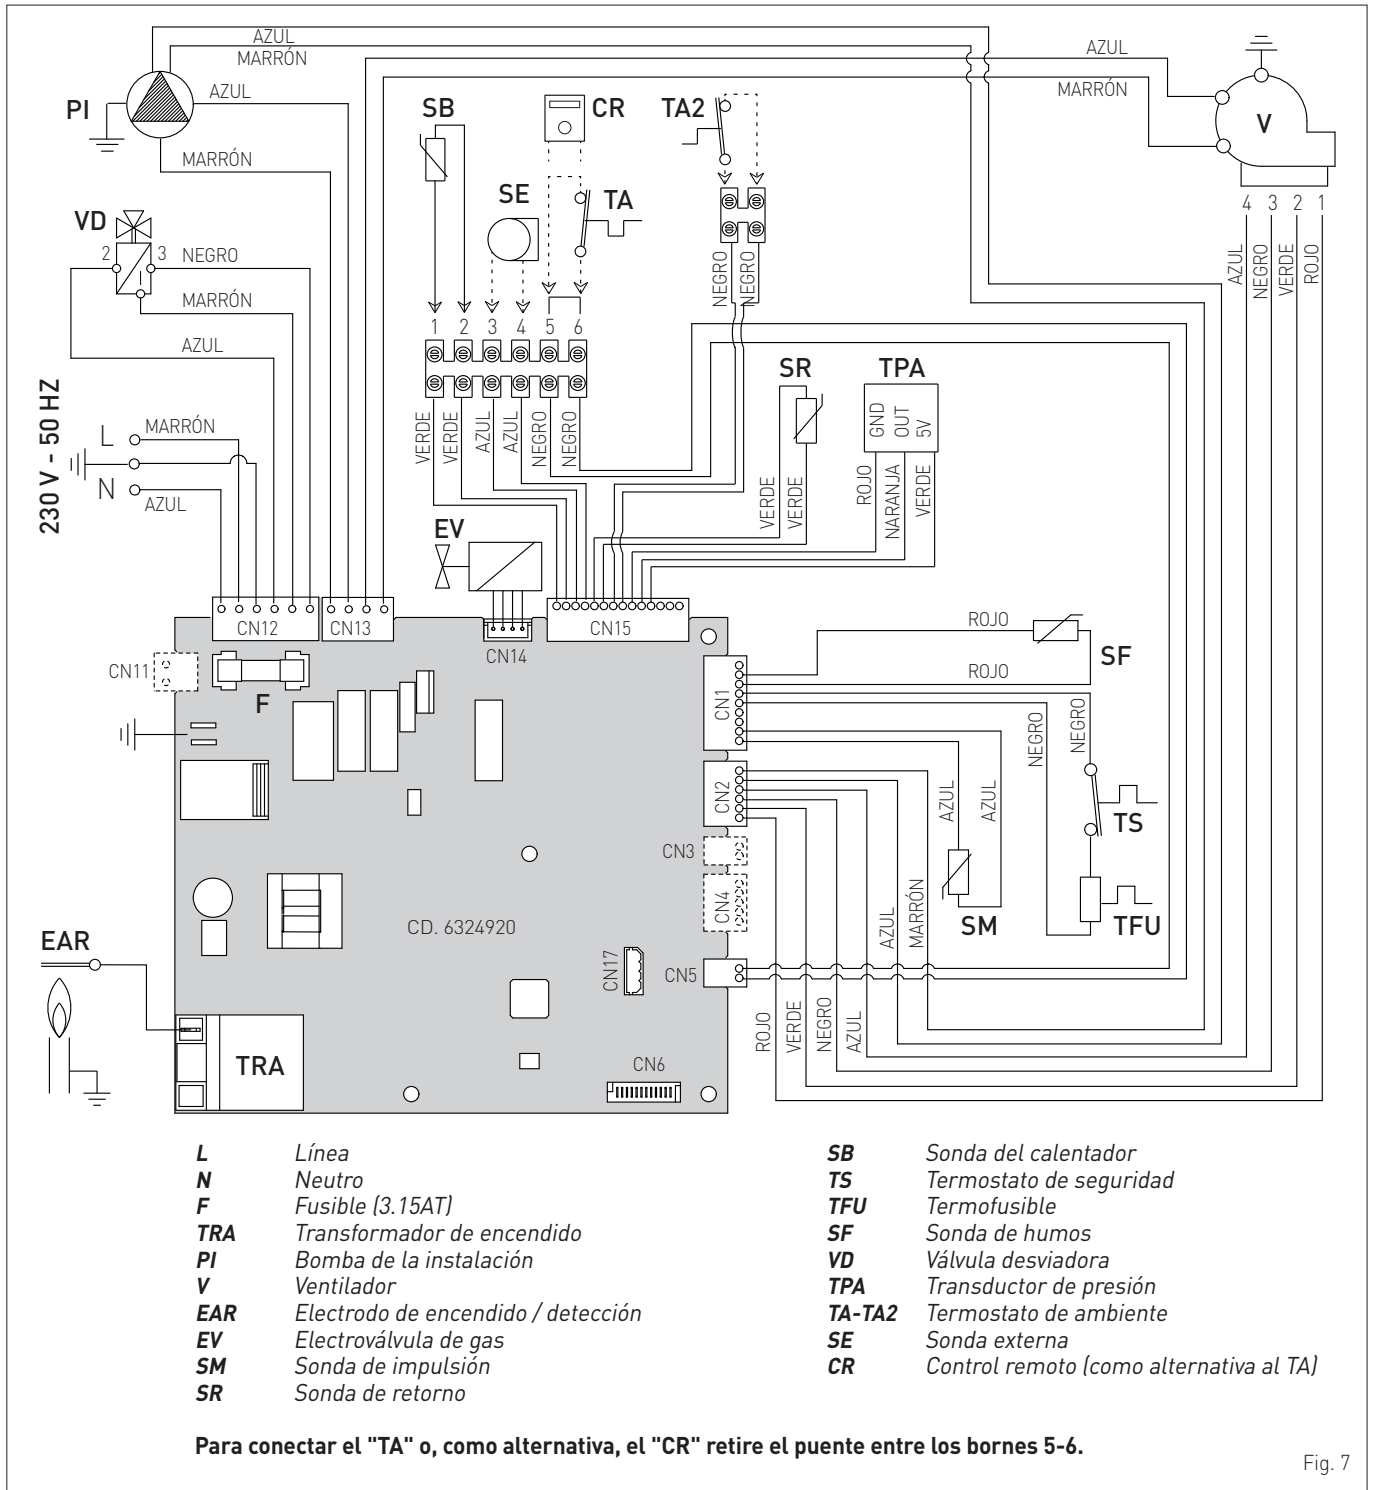 AZUL
MARRÓN
AZUL
MARRÓN
PI
AZUL
MARRÓN
SB
CR
TA2
V
SE
TA
4 3 2 1
AZUL
NEGRO
VERDE
ROJO
VD
2
3
NEGRO
MARRÓN
AZUL
NEGRO
NEGRO
1 2 3 4 5 6
230 V - 50 HZ
L
MARRÓN
N
AZUL
VERDE
VERDE
AZUL
AZUL
NEGRO
NEGRO
SR
TPA
GND
OUT
5V
VERDE
VERDE
ROJO
NARANJA
VERDE
EV
CN12
CN13
CN14
CN15
CN11
F
ROJO
SF
ROJO
CN1
NEGRO
NEGRO
CN2
AZUL
AZUL
TS
CN3
CN4
SM
TFU
AZUL
MARRÓN
CD. 6324920
EAR
CN17
CN5
ROJO
VERDE
NEGRO
AZUL
TRA
CN6
L Línea
N Neutro
F Fusible (3.15AT)
TRA Transformador de encendido
PI Bomba de la instalación
V Ventilador
EAR Electrodo de encendido / detección
EV Electroválvula de gas
SM Sonda de impulsión
SR Sonda de retorno
SB Sonda del calentador
TS Termostato de seguridad
TFU Termofusible
SF Sonda de humos
VD Válvula desviadora
TPA Transductor de presión
TA-TA2 Termostato de ambiente
SE Sonda externa
CR Control remoto (como alternativa al TA)
Para conectar el "TA" o, como alternativa, el "CR" retire el puente entre los bornes 5-6.
Fig. 7